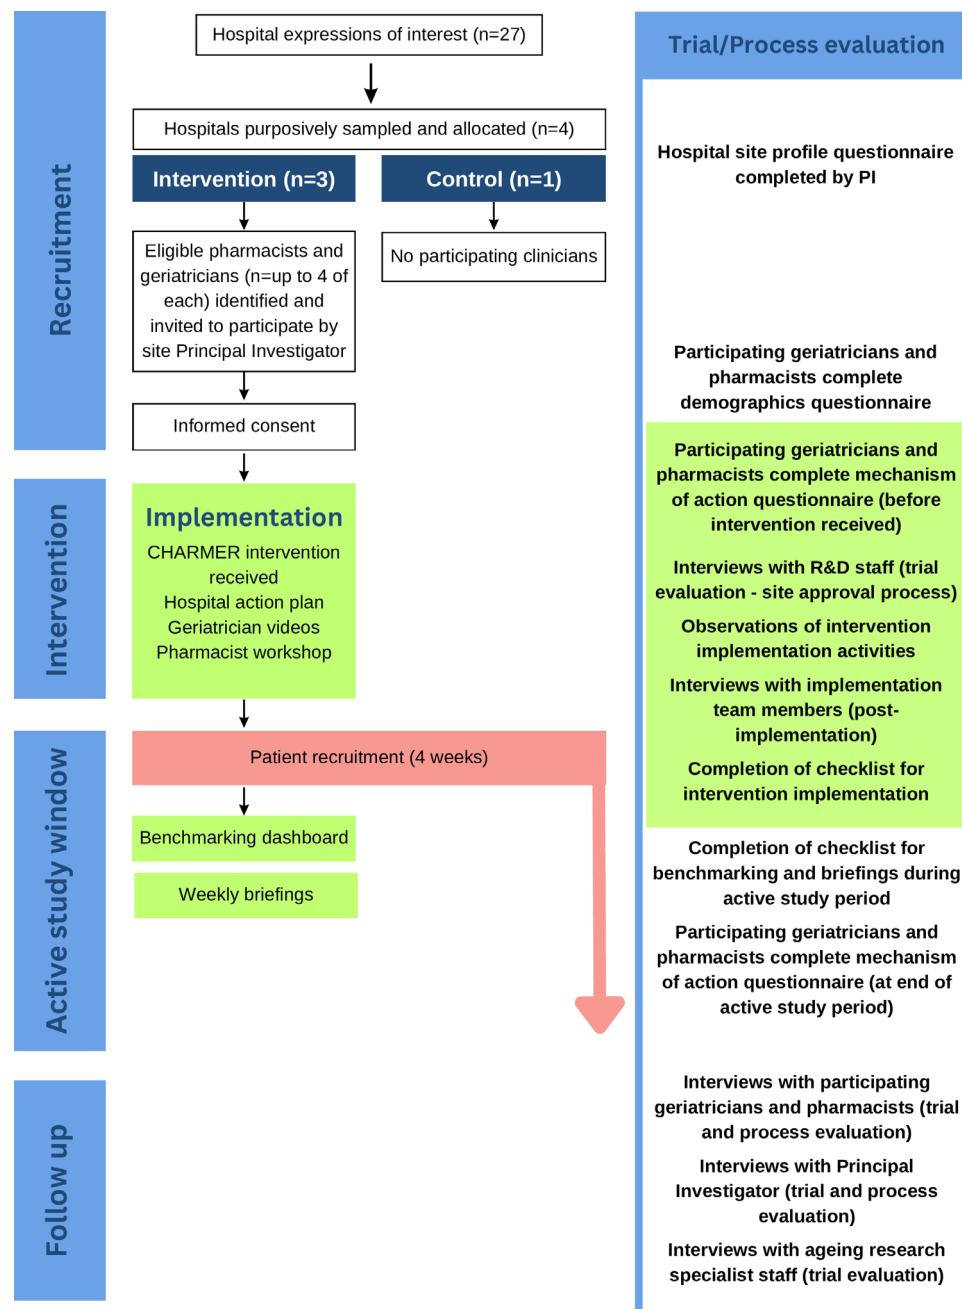 Hospital expressions of interest (n=27)
Hospitals purposively sampled and allocated (n=4)
Intervention (n=3)
Control (n=1)
Eligible pharmacists and
geriatricians (n=up to 4 of
each) identified and
invited to participate by
site Principal Investigator
No participating clinicians
Informed consent
Recruitment
Intervention
Implementation
CHARMER intervention
received
Hospital action plan
Geriatrician videos
Pharmacist workshop
Active study window
Patient recruitment (4 weeks)
Benchmarking dashboard
Weekly briefings
Follow up
Trial/Process evaluation
Hospital site profile questionnaire
completed by PI
Participating geriatricians and
pharmacists complete
demographics questionnaire
Participating geriatricians and
pharmacists complete mechanism
of action questionnaire (before
intervention received)
Interviews with R&D staff (trial
evaluation - site approval process)
Observations of intervention
implementation activities
Interviews with implementation
team members (post-
implementation)
Completion of checklist for
intervention implementation
Completion of checklist for
benchmarking and briefings during
active study period
Participating geriatricians and
pharmacists complete mechanism
of action questionnaire (at end of
active study period)
Interviews with participating
geriatricians and pharmacists (trial
and process evaluation)
Interviews with Principal
Investigator (trial and process
evaluation)
Interviews with ageing research
specialist staff (trial evaluation)